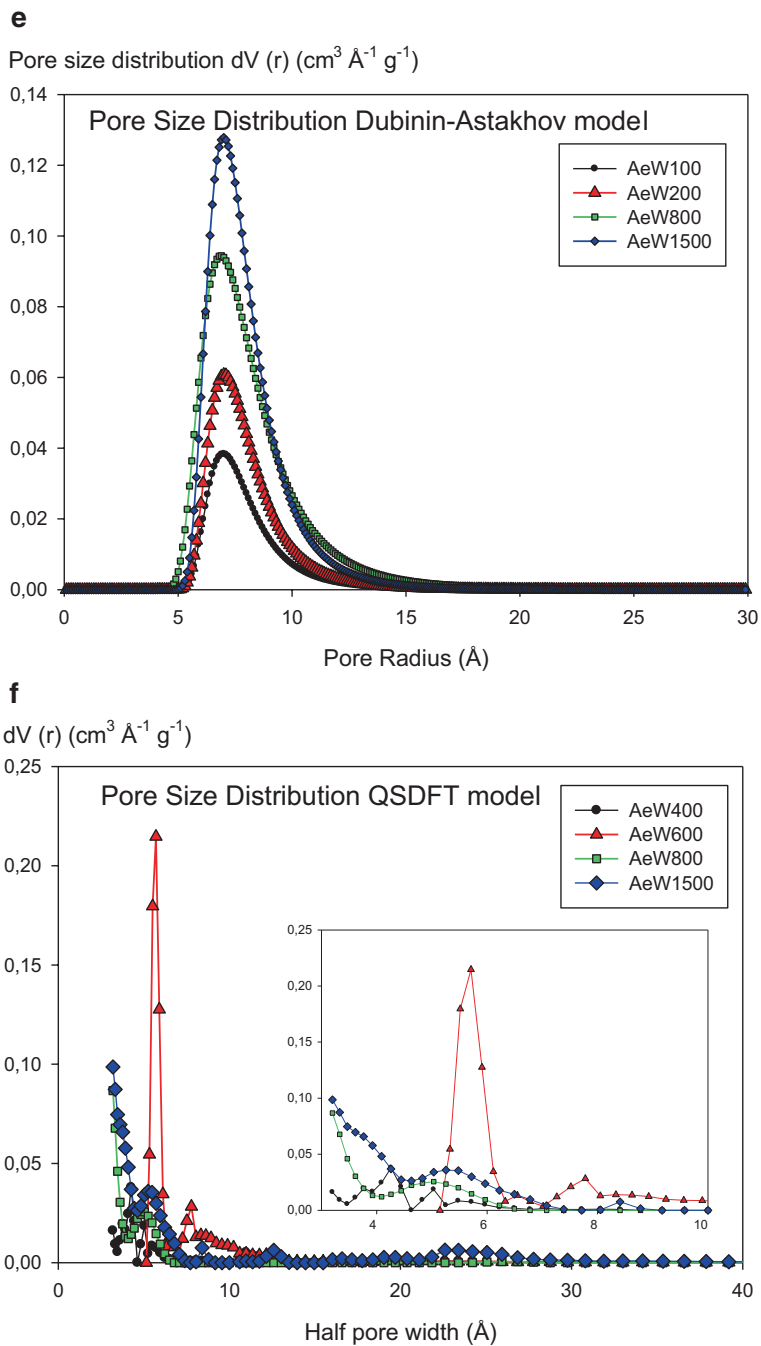 e
Pore size distribution dV (r) (cm³ Å⁻¹ g⁻¹)
0,14
Pore Size Distribution Dubinin-Astakhov model
AeW100
0,12
AeW200
AeW800
0,10
AeW1500
0,08
0,06
0,04
0,02
0,00
0 5 10 15 20 25 30
Pore Radius (Å)
f
dV (r) (cm³ Å⁻¹ g⁻¹)
0,25
Pore Size Distribution QSDFT model
AeW400
AeW600
AeW800
AeW1500
0,20
0,15
0,10
0,05
0,00
0,25
0,20
0,15
0,10
0,05
0,00
4 6 8 10
0 10 20 30 40
Half pore width (Å)